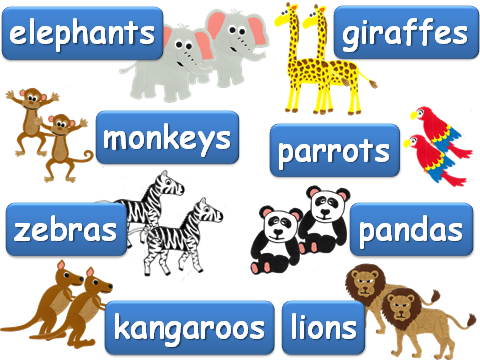 elephants
giraffes
monkeys
parrots
zebras
pandas
kangaroos
lions